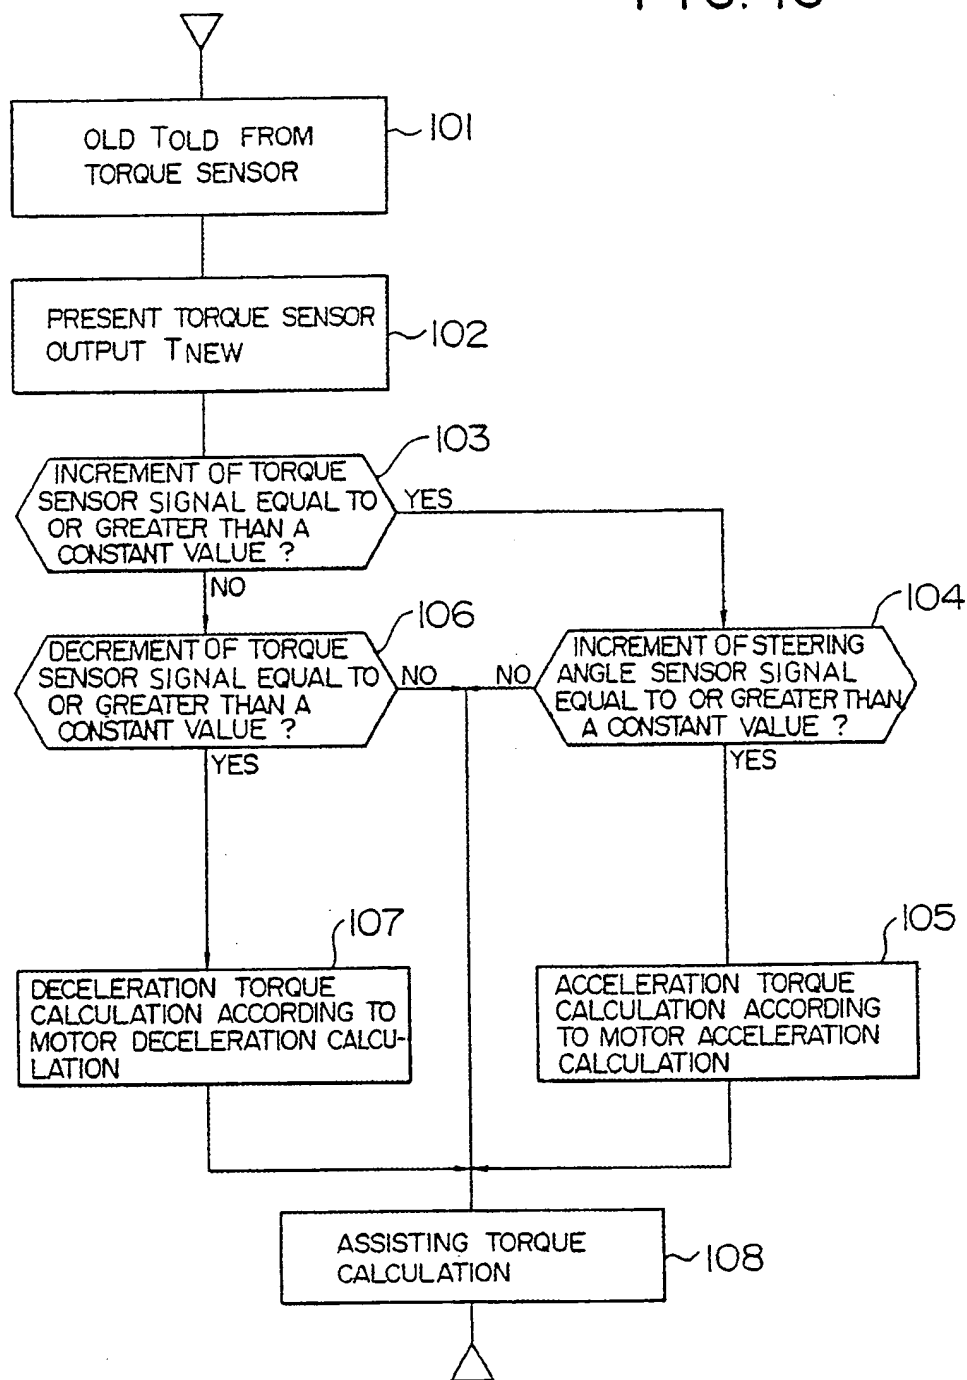 OLD TOLD FROM
TORQUE SENSOR
101
PRESENT TORQUE SENSOR
OUTPUT TNEW
102
103
INCREMENT OF TORQUE
SENSOR SIGNAL EQUAL TO
OR GREATER THAN A
CONSTANT VALUE ?
YES
NO
106
DECREMENT OF TORQUE
SENSOR SIGNAL EQUAL TO
OR GREATER THAN A
CONSTANT VALUE ?
NO
YES
104
INCREMENT OF STEERING
ANGLE SENSOR SIGNAL
EQUAL TO OR GREATER THAN
A CONSTANT VALUE ?
NO
YES
107
DECELERATION TORQUE
CALCULATION ACCORDING TO
MOTOR DECELERATION CALCU-
LATION
105
ACCELERATION TORQUE
CALCULATION ACCORDING
TO MOTOR ACCELERATION
CALCULATION
ASSISTING TORQUE
CALCULATION
108